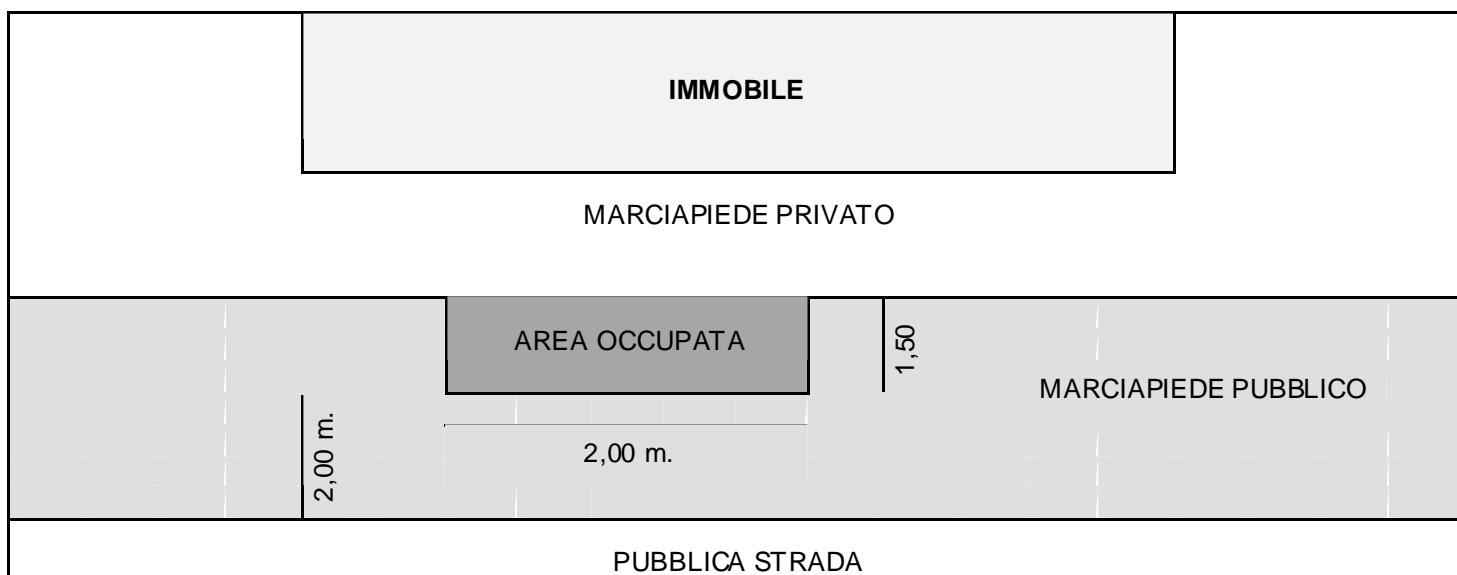 IMMOBILE
MARCIAPIEDE PRIVATO
AREA OCCUPATA
1,50
MARCIAPIEDE PUBBLICO
2,00 m.
2,00 m.
PUBBLICA STRADA